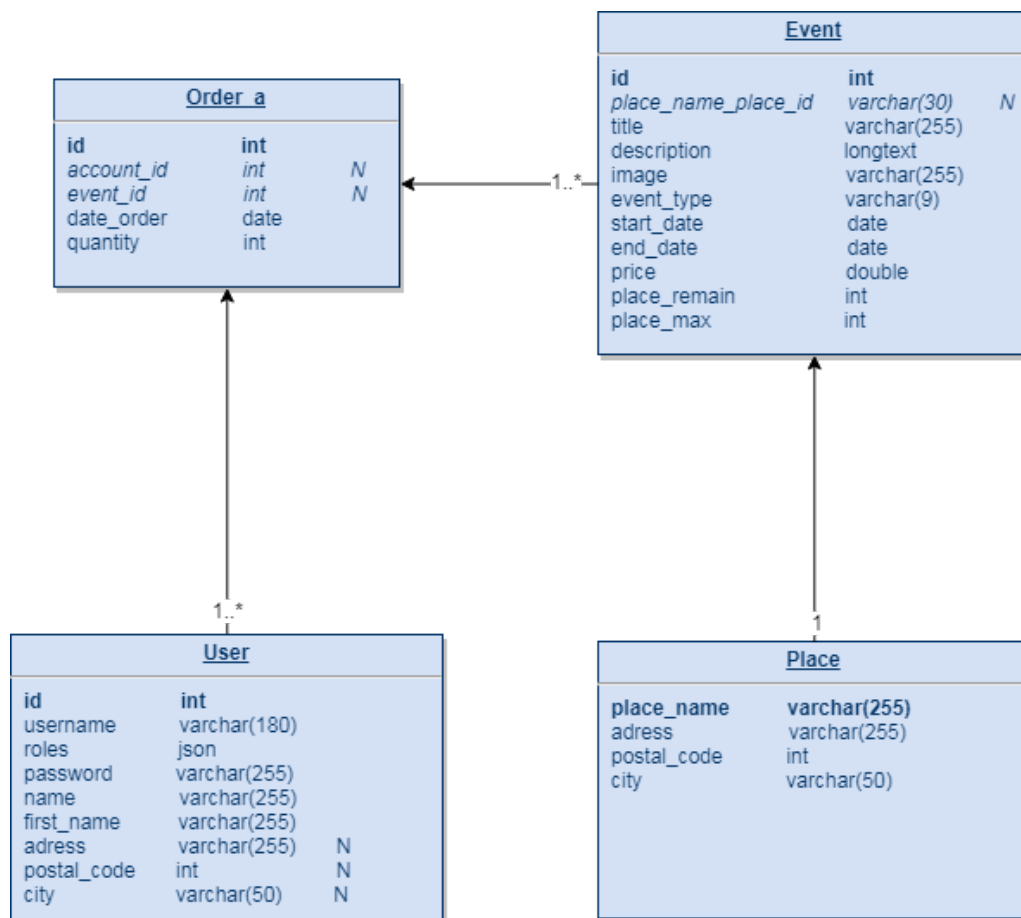 Order_a
id int
account_id int N
event_id int N
date_order date
quantity int
Event
id int
place_name_place_id varchar(30) N
title varchar(255)
description longtext
image varchar(255)
event_type varchar(9)
start_date date
end_date date
price double
place_remain int
place_max int
1..*
1..*
1
User
id int
username varchar(180)
roles json
password varchar(255)
name varchar(255)
first_name varchar(255)
adress varchar(255) N
postal_code int N
city varchar(50) N
Place
place_name varchar(255)
adress varchar(255)
postal_code int
city varchar(50)